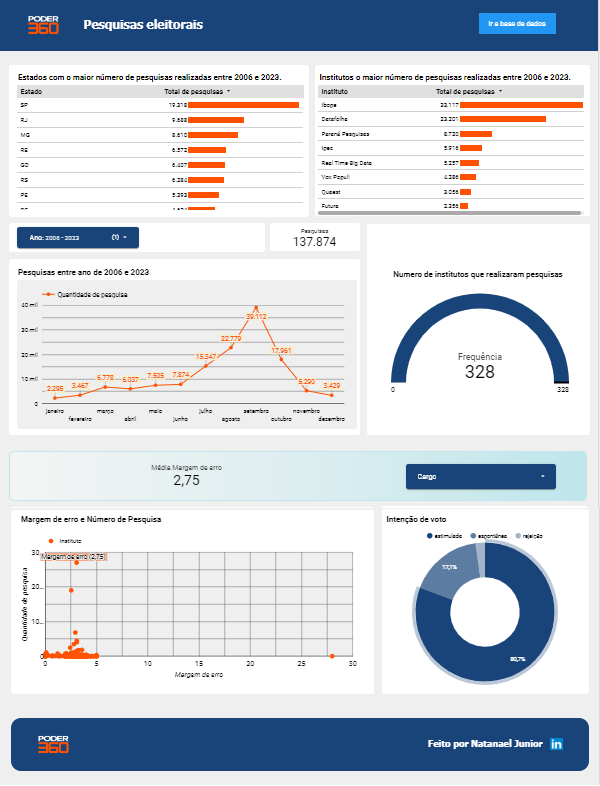 PODER
360
Pesquisas eleitorais
Ir e base de dados
Estados com o maior número de pesquisas realizadas entre 2006 e 2023.
Estado Total de pesquisas
SP 19.318
RJ 9.688
MG 8.610
RE 6.572
GO 6.407
RS 6.284
PE 5.393
Institutos o maior número de pesquisas realizadas entre 2006 e 2023.
Instituto Total de pesquisas
Ibope 33.117
Datafolha 23.201
Paraná Pesquisas 8.720
Ipec 5.916
Real Time Big Data 5.257
Vox Populi 4.286
Quaest 3.056
Futura 2.356
Ano: 2006 - 2023 (1)
Pesquisas
137.874
Pesquisas entre ano de 2006 e 2023
Quantidade de pesquisa
40 mil
30 mil
20 mil
10 mil
0
2.295
3.467
6.778
6.037
7.505
7.874
15.347
22.779
39.112
17.961
5.290
3.429
janeiro
fevereiro
março
abril
maio
junho
julho
agosto
setembro
outubro
novembro
dezembro
Numero de institutos que realizaram pesquisas
Frequência
328
0
328
Média Margem de erro
2,75
Cargo
Margem de erro e Número de Pesquisa
Instituto
Margem de erro (2,75)
Quantidade de pesquisa
30…
20…
10…
0
0 5 10 15 20 25 30
Margem de erro
Intenção de voto
estimulada espontânea rejeição
17,1%
80,7%
PODER
360
Feito por Natanael Junior
in